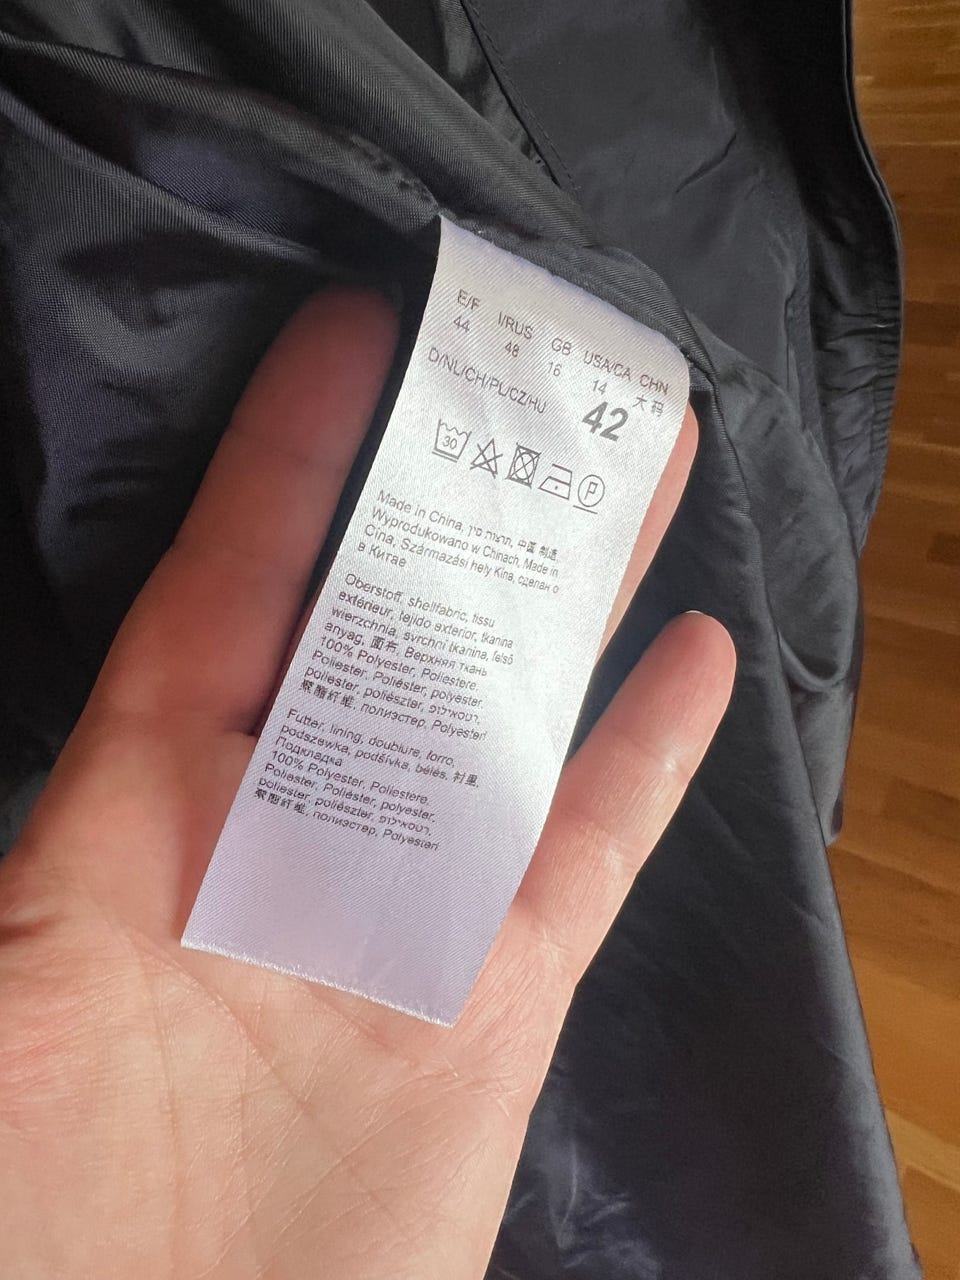 E/F I/RUS GB USA/CA CHN
44 48 16 14 大码
D/NL/CH/PL/CZ/HU 42
30 P
Made in China, תוצרת סין, 中國 制造,
Wyprodukowano w Chinach, Made in
Cina, Származási hely Kína, сделан о
в Китае
Oberstoff, shellfabric, tissu
extérieur, tejido exterior, tkanina
wierzchnia, svrchní tkanina, felső
anyag, 面布, Верхняя ткань
100% Polyester, Poliestere,
Poliester, Poliéster, polyester,
poliester, poliészter, פוליאסטר,
聚酯纤维, полиэстер, Polyesteri
Futter, lining, doublure, forro,
podszewka, podšívka, bélés, 衬里,
Подкладка
100% Polyester, Poliestere,
Poliester, Poliéster, polyester,
poliester, poliészter, פוליאסטר,
聚酯纤维, полиэстер, Polyesteri